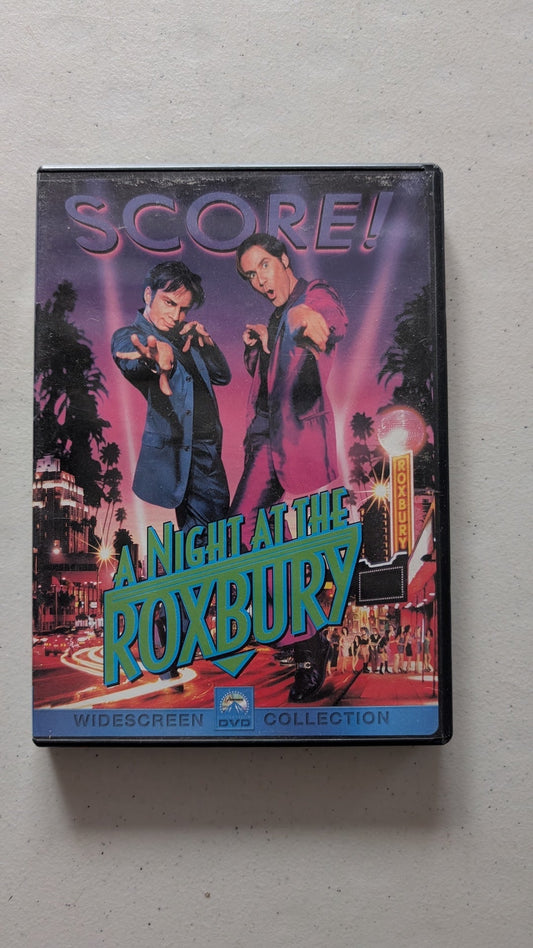 SCORE!
ROXBURY
A NIGHT AT THE
ROXBURY
WIDESCREEN DVD COLLECTION